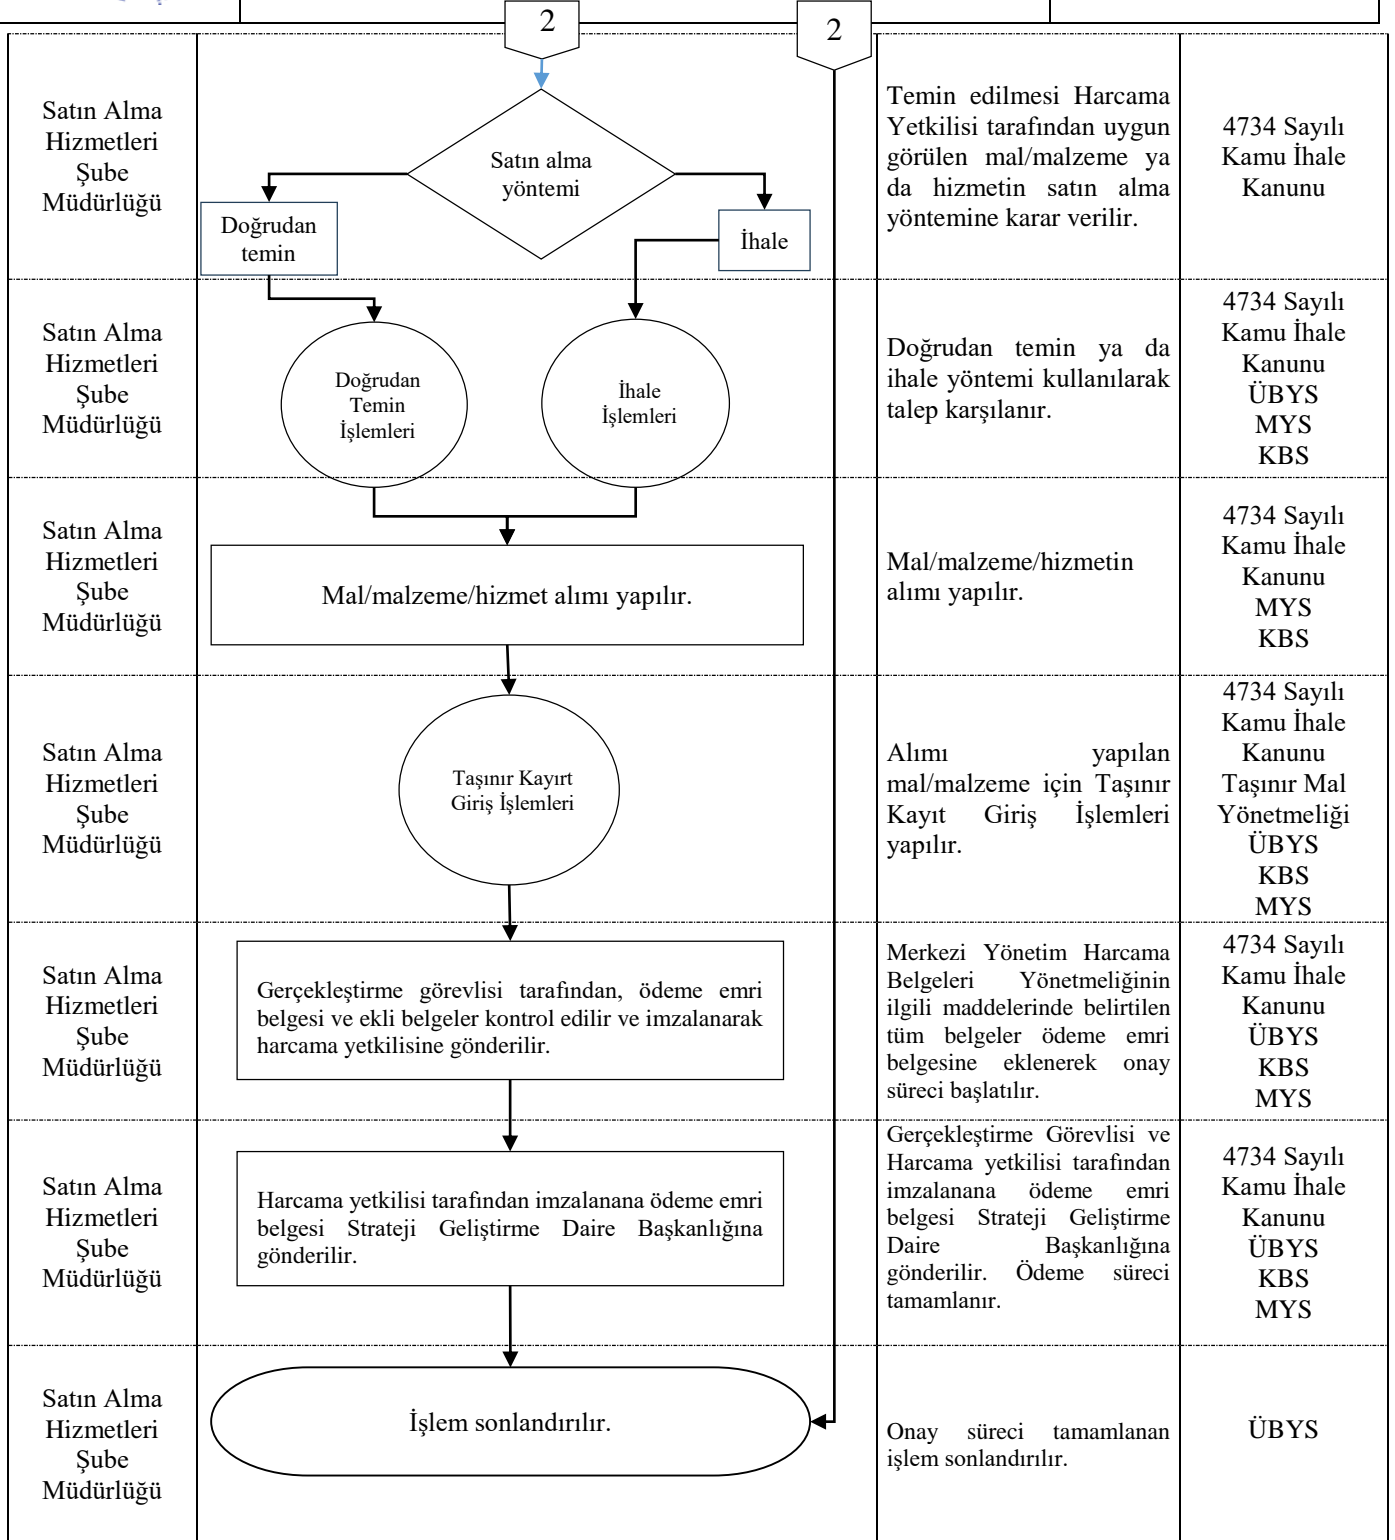 2
2
Satın Alma
Hizmetleri
Şube
Müdürlüğü
Satın alma
yöntemi
Doğrudan
temin
İhale
Temin edilmesi Harcama
Yetkilisi tarafından uygun
görülen mal/malzeme ya
da hizmetin satın alma
yöntemine karar verilir.
4734 Sayılı
Kamu İhale
Kanunu
Satın Alma
Hizmetleri
Şube
Müdürlüğü
Doğrudan
Temin
İşlemleri
İhale
İşlemleri
Doğrudan temin ya da
ihale yöntemi kullanılarak
talep karşılanır.
4734 Sayılı
Kamu İhale
Kanunu
ÜBYS
MYS
KBS
Satın Alma
Hizmetleri
Şube
Müdürlüğü
Mal/malzeme/hizmet alımı yapılır.
Mal/malzeme/hizmetin
alımı yapılır.
4734 Sayılı
Kamu İhale
Kanunu
MYS
KBS
Satın Alma
Hizmetleri
Şube
Müdürlüğü
Taşınır Kayırt
Giriş İşlemleri
Alımı yapılan
mal/malzeme için Taşınır
Kayıt Giriş İşlemleri
yapılır.
4734 Sayılı
Kamu İhale
Kanunu
Taşınır Mal
Yönetmeliği
ÜBYS
KBS
MYS
Satın Alma
Hizmetleri
Şube
Müdürlüğü
Gerçekleştirme görevlisi tarafından, ödeme emri
belgesi ve ekli belgeler kontrol edilir ve imzalanarak
harcama yetkilisine gönderilir.
Merkezi Yönetim Harcama
Belgeleri Yönetmeliğinin
ilgili maddelerinde belirtilen
tüm belgeler ödeme emri
belgesine eklenerek onay
süreci başlatılır.
4734 Sayılı
Kamu İhale
Kanunu
ÜBYS
KBS
MYS
Satın Alma
Hizmetleri
Şube
Müdürlüğü
Harcama yetkilisi tarafından imzalanana ödeme emri
belgesi Strateji Geliştirme Daire Başkanlığına
gönderilir.
Gerçekleştirme Görevlisi ve
Harcama yetkilisi tarafından
imzalanana ödeme emri
belgesi Strateji Geliştirme
Daire Başkanlığına
gönderilir. Ödeme süreci
tamamlanır.
4734 Sayılı
Kamu İhale
Kanunu
ÜBYS
KBS
MYS
Satın Alma
Hizmetleri
Şube
Müdürlüğü
İşlem sonlandırılır.
Onay süreci tamamlanan
işlem sonlandırılır.
ÜBYS